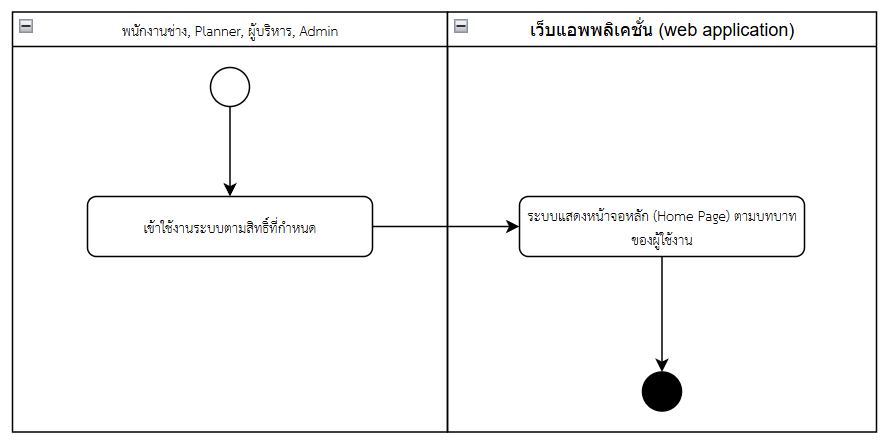 พนักงานช่าง, Planner, ผู้บริหาร, Admin
เว็บแอพพลิเคชั่น (web application)
เข้าใช้งานระบบตามสิทธิ์ที่กำหนด
ระบบแสดงหน้าจอหลัก (Home Page) ตามบทบาท
ของผู้ใช้งาน